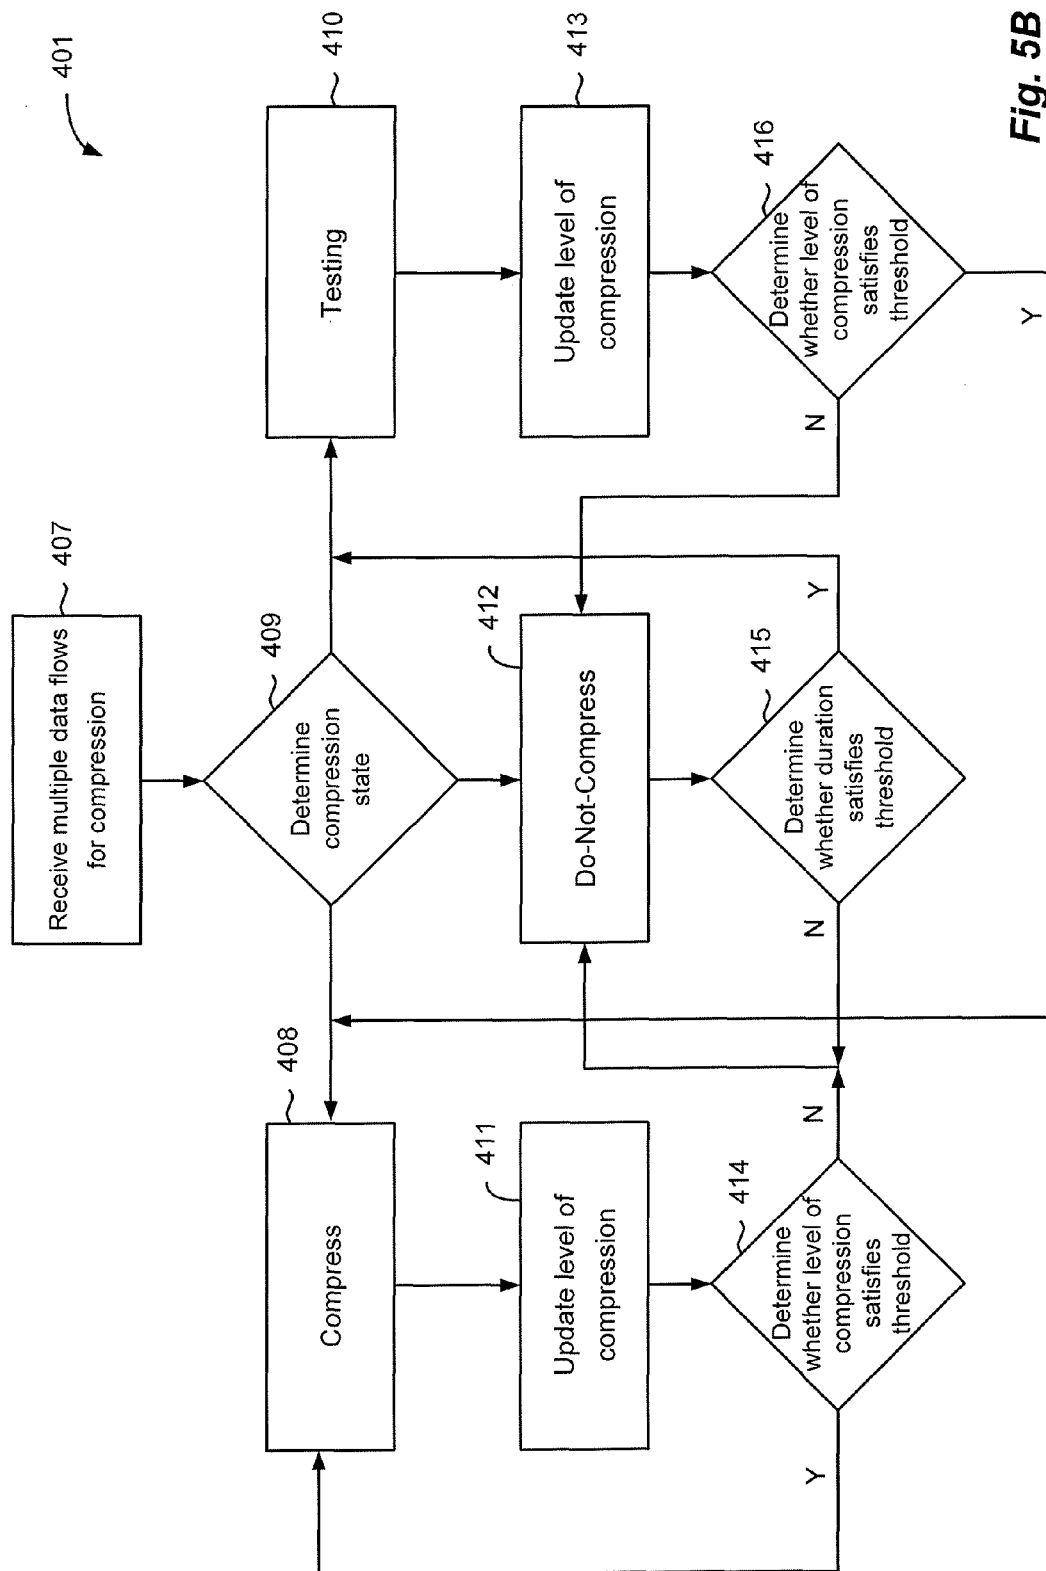 401
Receive multiple data flows
for compression
407
Determine
compression
state
409
Compress
408
Testing
410
Update level of
compression
411
Do-Not-Compress
412
Update level of
compression
413
Determine
whether level of
compression
satisfies
threshold
414
Y
N
Determine
whether duration
satisfies
threshold
415
N
Y
Determine
whether level of
compression
satisfies
threshold
416
N
Y
Fig. 5B